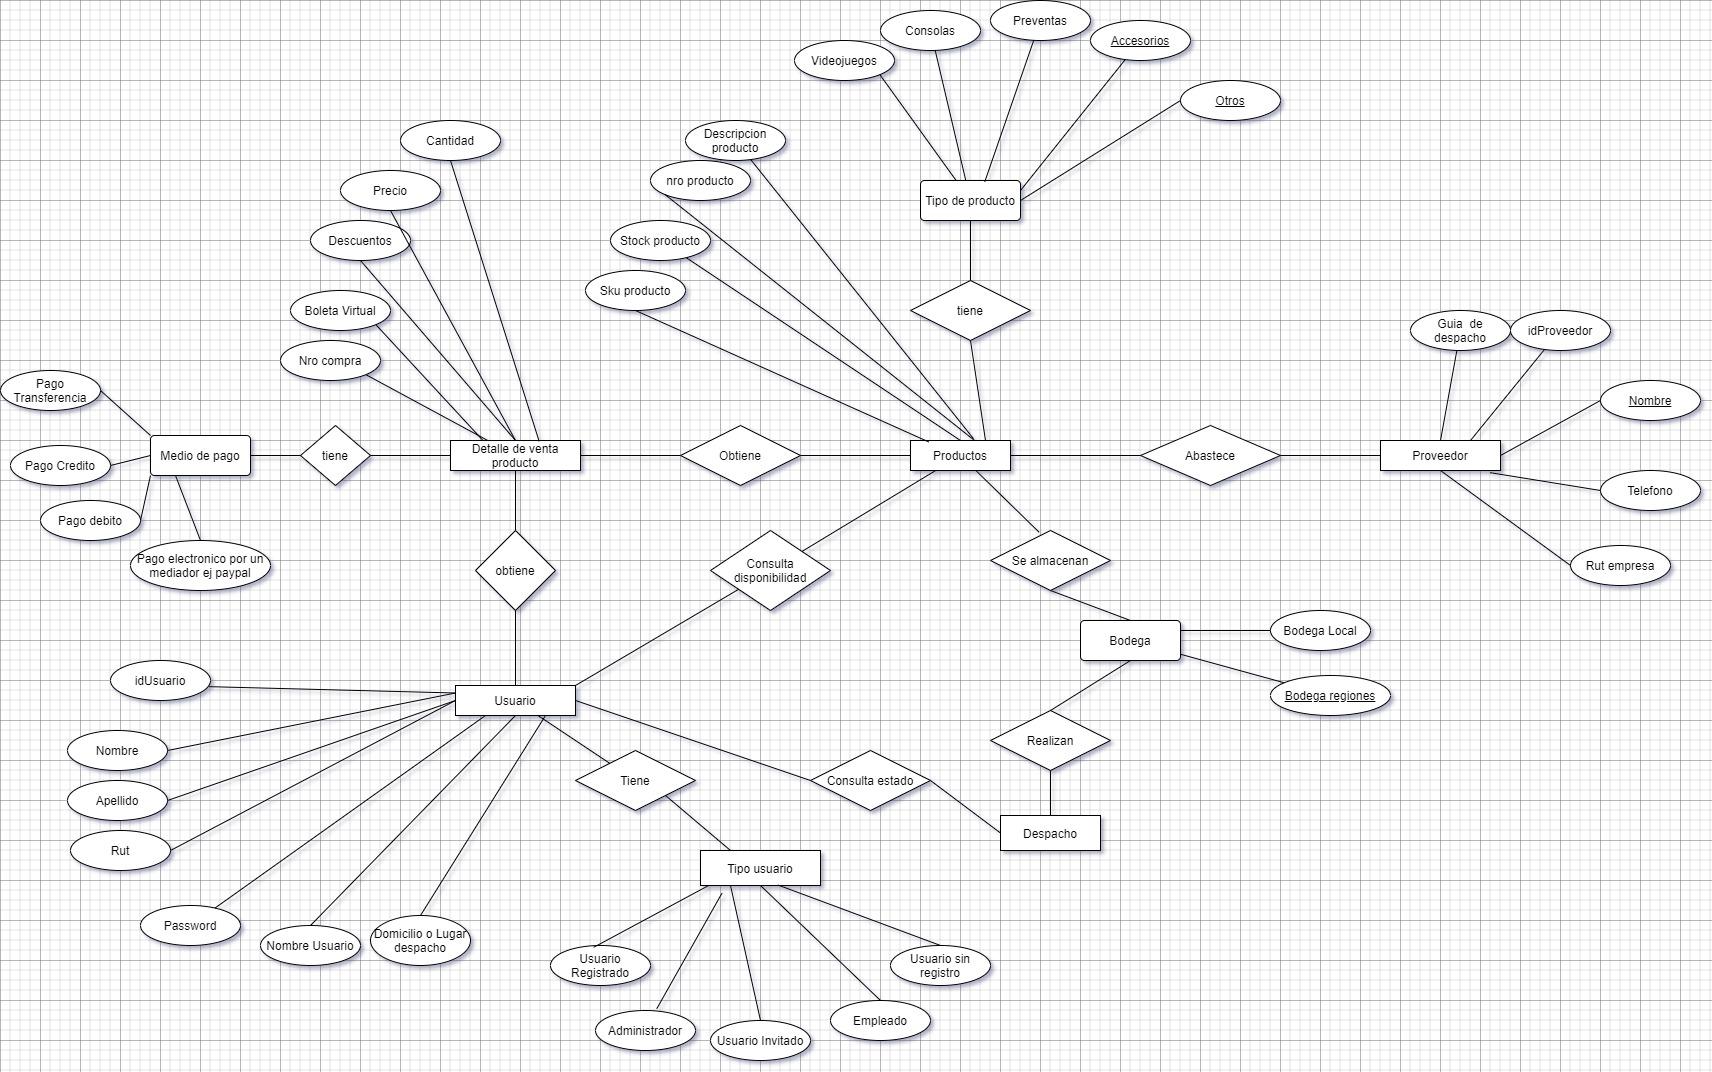 Preventas
Consolas
Accesorios
Videojuegos
Otros
Cantidad
Descripcion
producto
nro producto
Precio
Tipo de producto
Descuentos
Stock producto
Sku producto
Boleta Virtual
tiene
Guia  de
despacho
idProveedor
Nro compra
Pago
Transferencia
Nombre
Medio de pago
tiene
Detalle de venta
producto
Obtiene
Productos
Abastece
Proveedor
Pago Credito
Telefono
Pago debito
Pago electronico por un
mediador ej paypal
obtiene
Consulta
disponibilidad
Se almacenan
Rut empresa
Bodega
Bodega Local
idUsuario
Usuario
Bodega regiones
Nombre
Realizan
Tiene
Consulta estado
Apellido
Despacho
Rut
Tipo usuario
Password
Nombre Usuario
Domicilio o Lugar
despacho
Usuario
Registrado
Usuario sin
registro
Administrador
Usuario Invitado
Empleado